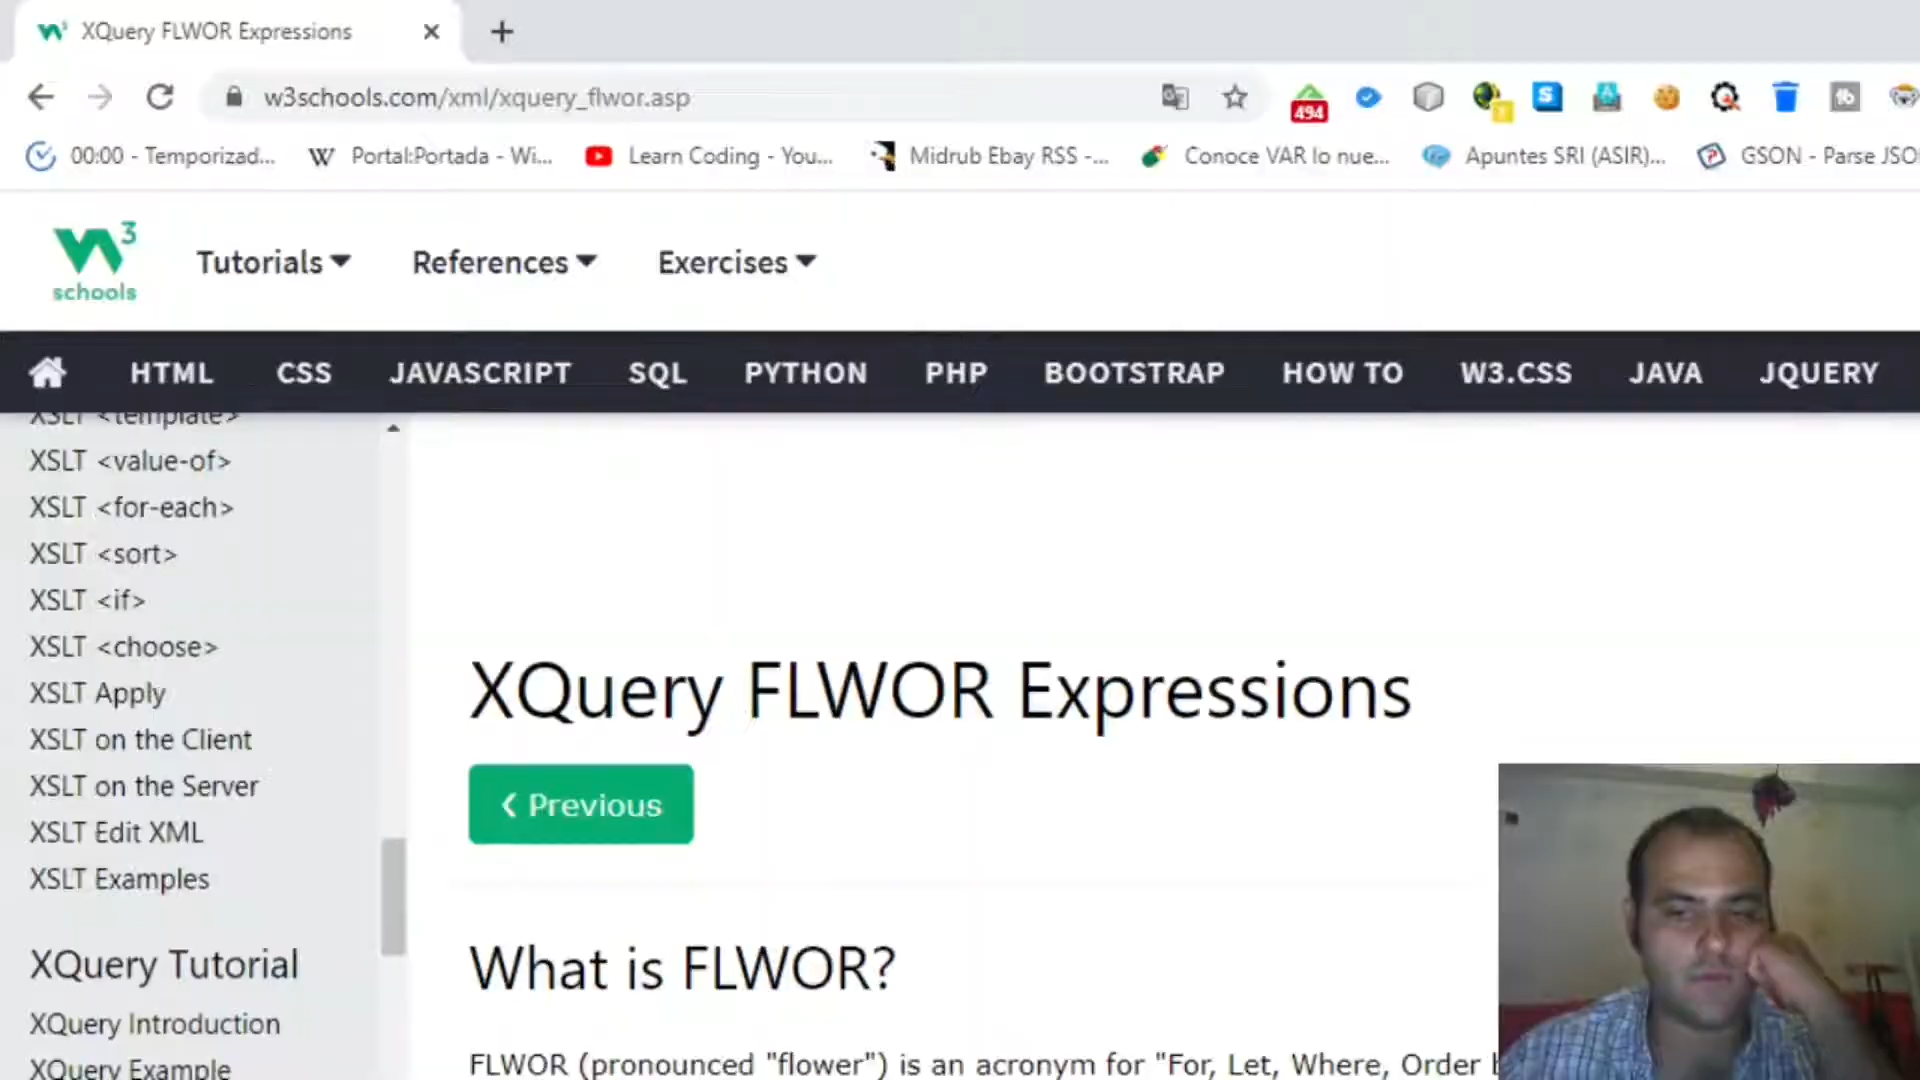 XQuery FLWOR Expressions
w3schools.com/xml/xquery_flwor.asp
494
00:00 - Temporizad...
Portal:Portada - Wi...
Learn Coding - You...
Midrub Ebay RSS -...
Conoce VAR lo nue...
Apuntes SRI (ASIR)...
GSON - Parse JSO
W3 schools
Tutorials
References
Exercises
HTML
CSS
JAVASCRIPT
SQL
PYTHON
PHP
BOOTSTRAP
HOW TO
W3.CSS
JAVA
JQUERY
XSLT <template>
XSLT <value-of>
XSLT <for-each>
XSLT <sort>
XSLT <if>
XSLT <choose>
XSLT Apply
XSLT on the Client
XSLT on the Server
XSLT Edit XML
XSLT Examples
XQuery Tutorial
XQuery Introduction
XQuery Example
XQuery FLWOR Expressions
❮ Previous
What is FLWOR?
FLWOR (pronounced "flower") is an acronym for "For, Let, Where, Order